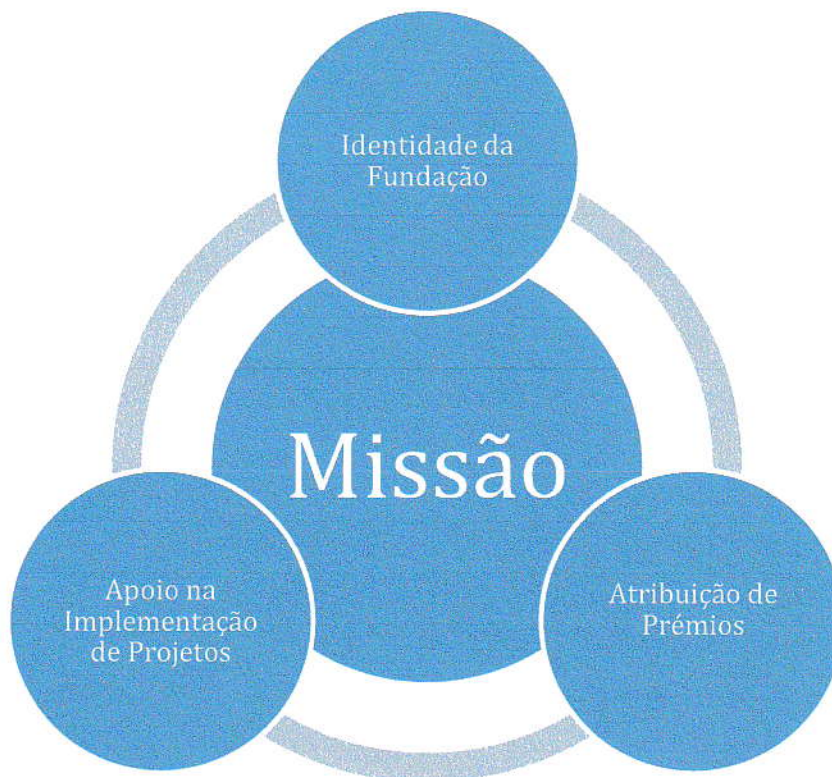 Identidade da
Fundação
Missão
Apoio na
Implementação
de Projetos
Atribuição de
Prémios